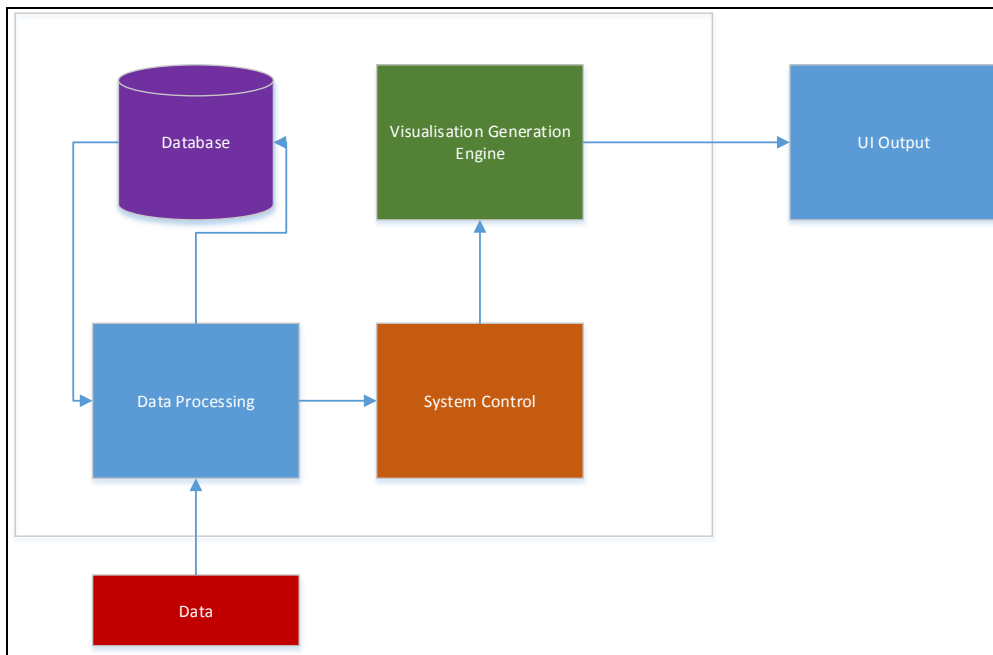 Database
Visualisation Generation
Engine
UI Output
Data Processing
System Control
Data